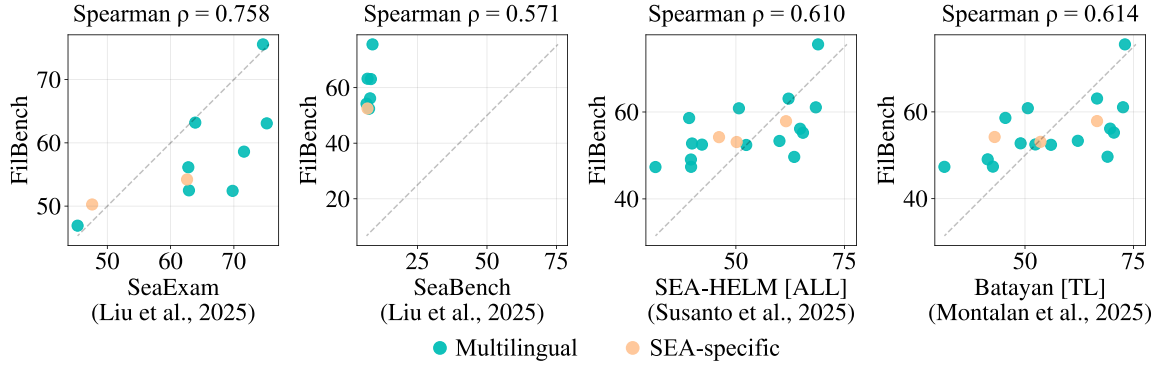 Spearman ρ = 0.758
FilBench
70
60
50
50
60
70
SeaExam
(Liu et al., 2025)
Spearman ρ = 0.571
FilBench
60
40
20
25
50
75
SeaBench
(Liu et al., 2025)
Spearman ρ = 0.610
FilBench
60
40
50
75
SEA-HELM [ALL]
(Susanto et al., 2025)
Spearman ρ = 0.614
FilBench
60
40
50
75
Batayan [TL]
(Montalan et al., 2025)
Multilingual
SEA-specific